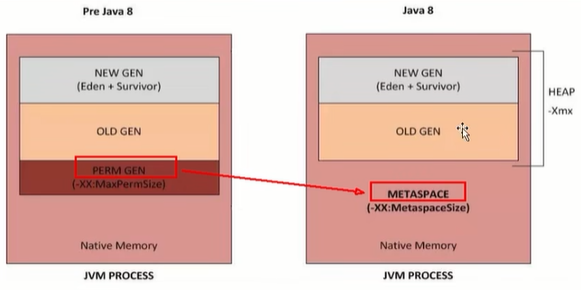 Pre Java 8
NEW GEN
(Eden + Survivor)
OLD GEN
PERM GEN
(-XX:MaxPermSize)
Native Memory
JVM PROCESS
Java 8
NEW GEN
(Eden + Survivor)
OLD GEN
HEAP
-Xmx
METASPACE
(-XX:MetaspaceSize)
Native Memory
JVM PROCESS